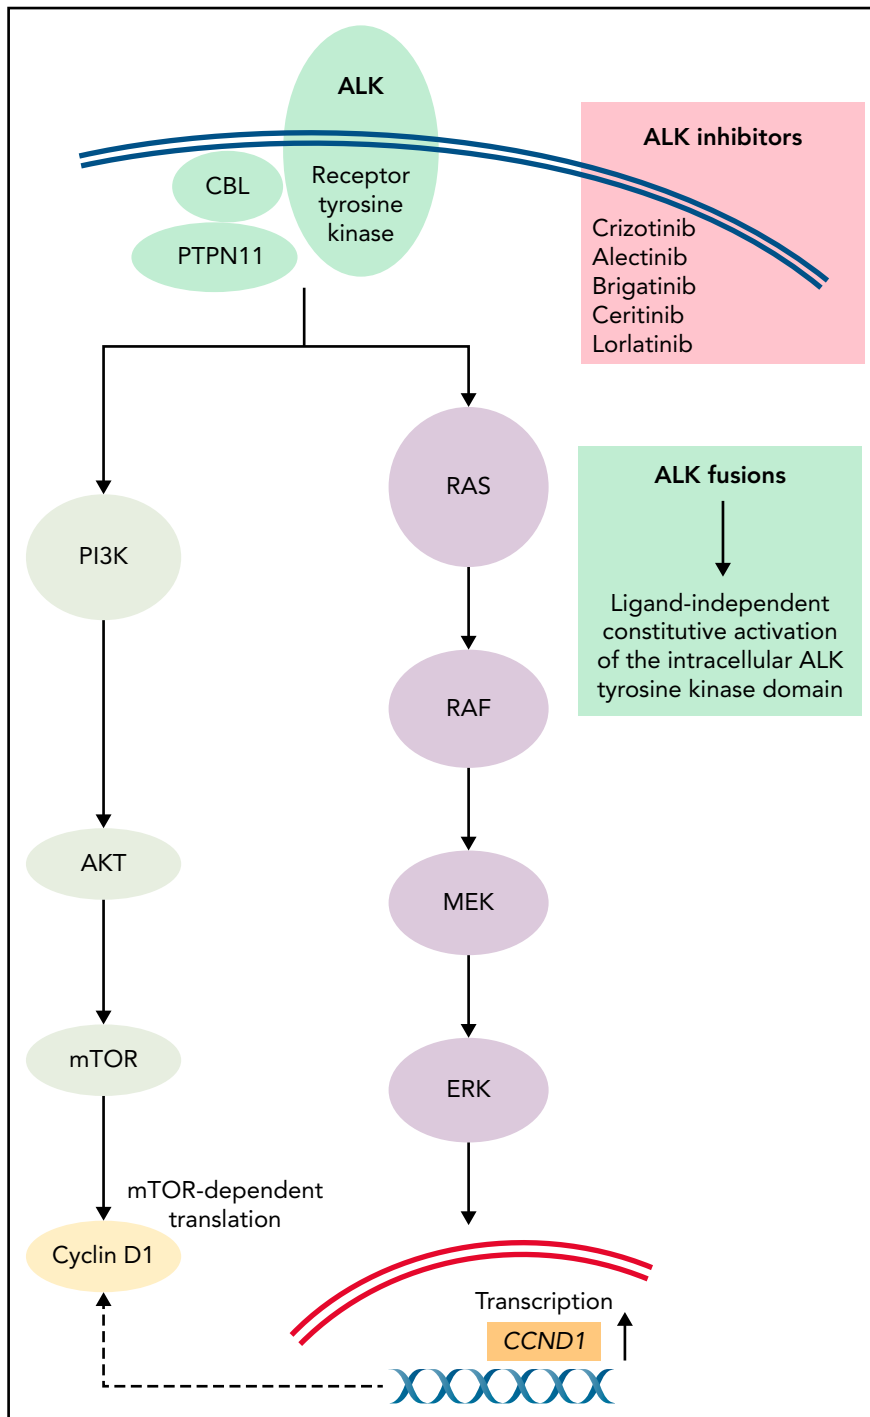 ALK
Receptor
tyrosine
kinase
CBL
PTPN11
ALK inhibitors
Crizotinib
Alectinib
Brigatinib
Ceritinib
Lorlatinib
PI3K
AKT
mTOR
mTOR-dependent
translation
Cyclin D1
RAS
RAF
MEK
ERK
Transcription
CCND1
ALK fusions
Ligand-independent
constitutive activation
of the intracellular ALK
tyrosine kinase domain